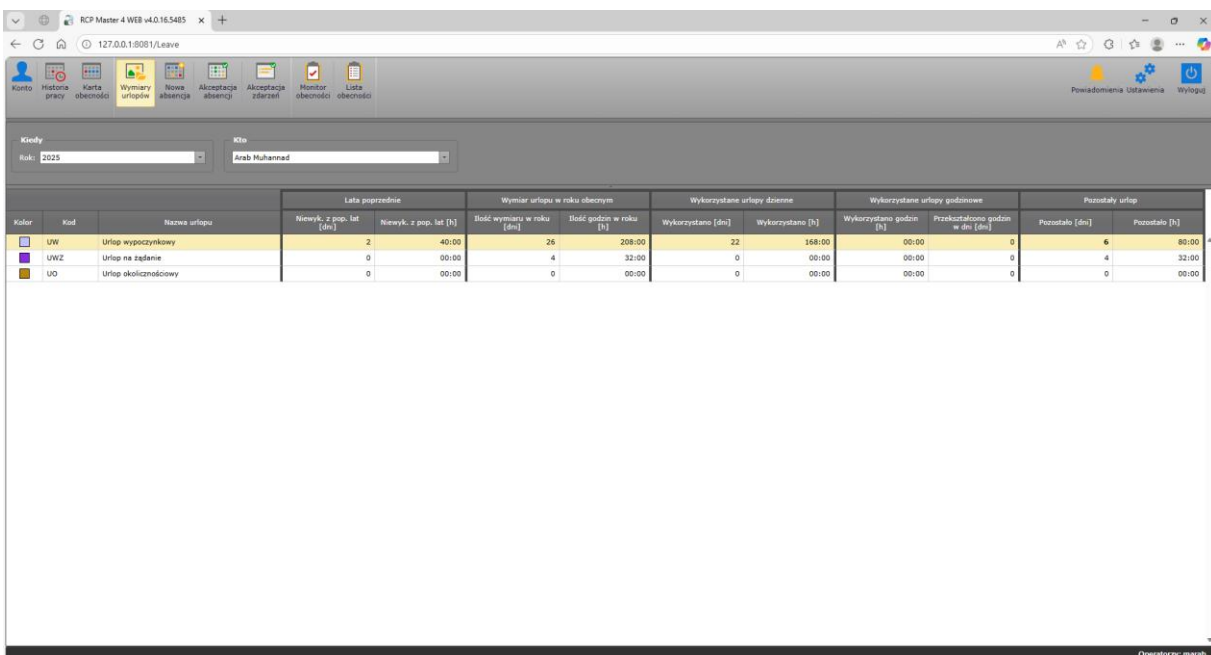 RCP Master 4 WEB v4.0.16.5485
127.0.0.1:8081/Leave
Konto Historia pracy Karta obecności Wymiary urlopów Nowa absencja Akceptacja absencji Akceptacja zdarzeń Monitor obecności Lista obecności Powiadomienia Ustawienia Wyloguj
Kiedy Kto
Rok: 2025 Arab Muhannad
Lata poprzednie Wymiar urlopu w roku obecnym Wykorzystane urlopy dzienne Wykorzystane urlopy godzinowe Pozostały urlop
Kolor Kod Nazwa urlopu Niewyk. z pop. lat [dni] Niewyk. z pop. lat [h] Ilość wymiaru w roku [dni] Ilość godzin w roku [h] Wykorzystano [dni] Wykorzystano [h] Wykorzystano godzin [h] Przekształcono godzin w dni [dni] Pozostało [dni] Pozostało [h]
UW Urlop wypoczynkowy 2 40:00 26 208:00 22 168:00 00:00 0 6 80:00
UWZ Urlop na żądanie 0 00:00 4 32:00 0 00:00 00:00 0 4 32:00
UO Urlop okolicznościowy 0 00:00 0 00:00 0 00:00 00:00 0 0 00:00
Operatorzy: marab